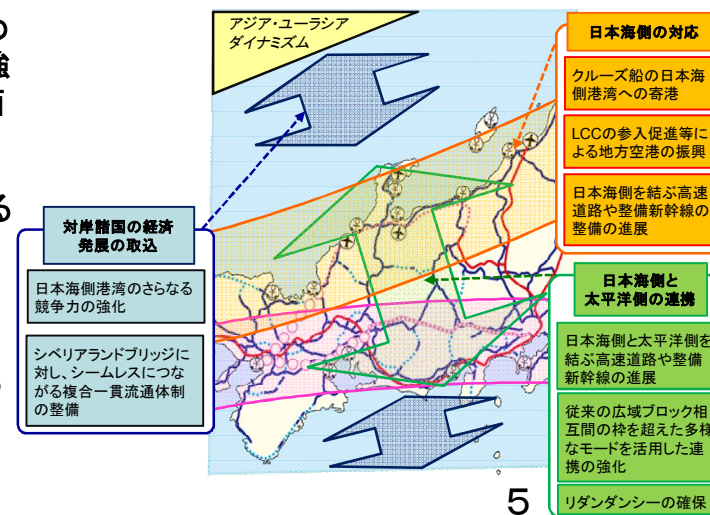 の
強
面
る
アジア・ユーラシア
ダイナミズム
対岸諸国の経済
発展の取込
日本海側港湾のさらなる
競争力の強化
シベリアランドブリッジに
対し、シームレスにつな
がる複合一貫流通体制
の整備
日本海側の対応
クルーズ船の日本海
側港湾への寄港
LCCの参入促進等に
よる地方空港の振興
日本海側を結ぶ高速
道路や整備新幹線の
整備の進展
日本海側と
太平洋側の連携
日本海側と太平洋側を
結ぶ高速道路や整備
新幹線の進展
従来の広域ブロック相
互間の枠を超えた多様
なモードを活用した連
携の強化
リダンダンシーの確保
5